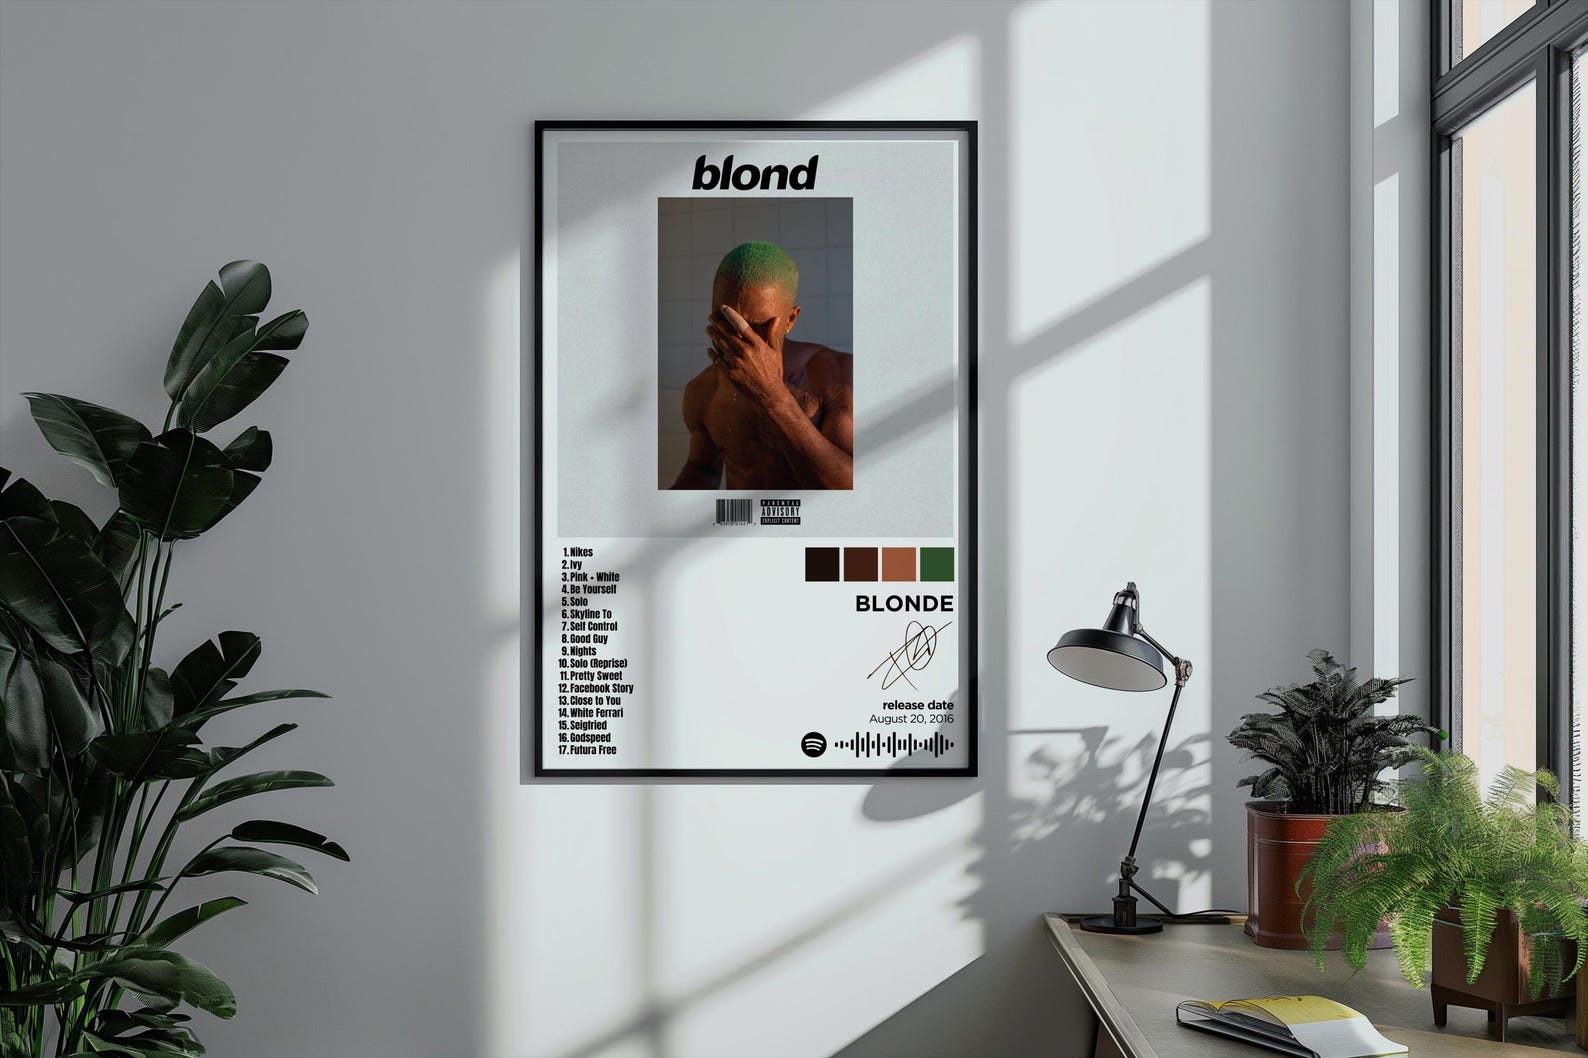 blond
PARENTAL
ADVISORY
EXPLICIT CONTENT
1. Nikes
2. Ivy
3. Pink + White
4. Be Yourself
5. Solo
6. Skyline To
7. Self Control
8. Good Guy
9. Nights
10. Solo (Reprise)
11. Pretty Sweet
12. Facebook Story
13. Close to You
14. White Ferrari
15. Seigfried
16. Godspeed
17. Futura Free
BLONDE
release date
August 20, 2016